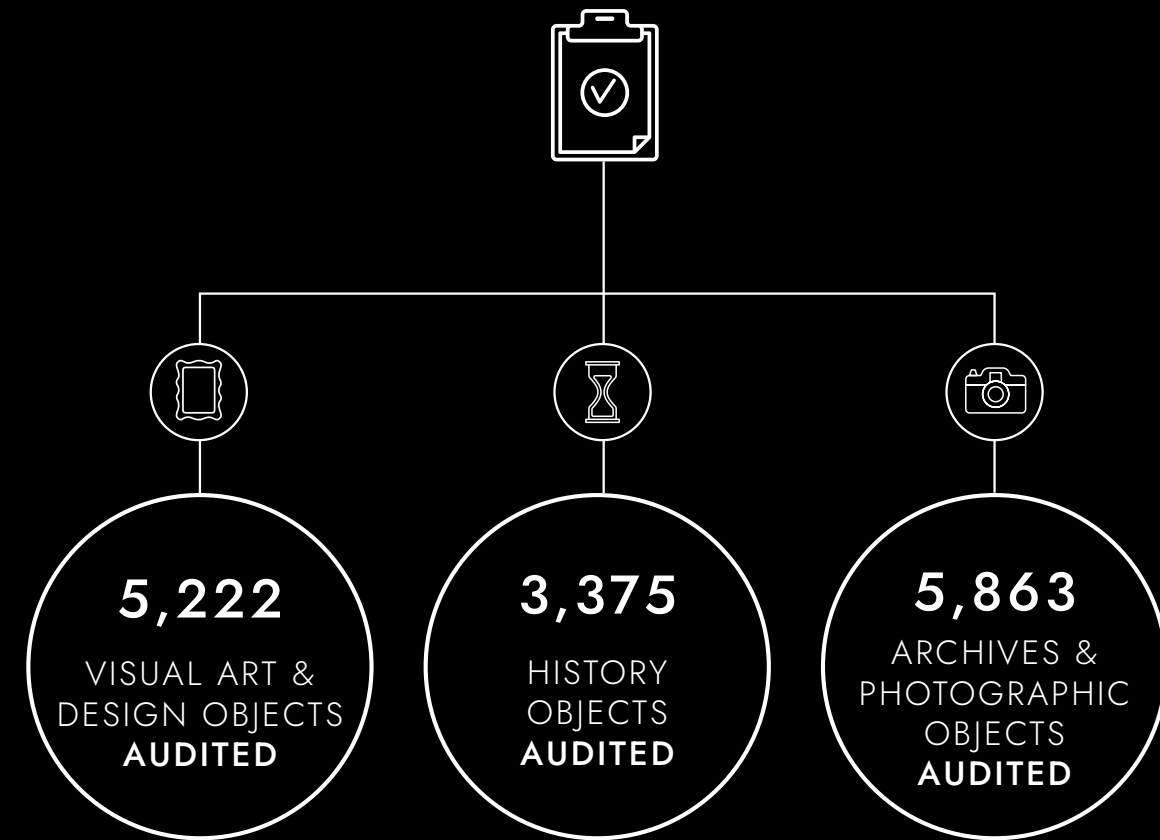 5,222
VISUAL ART &
DESIGN OBJECTS
AUDITED
3,375
HISTORY
OBJECTS
AUDITED
5,863
ARCHIVES &
PHOTOGRAPHIC
OBJECTS
AUDITED